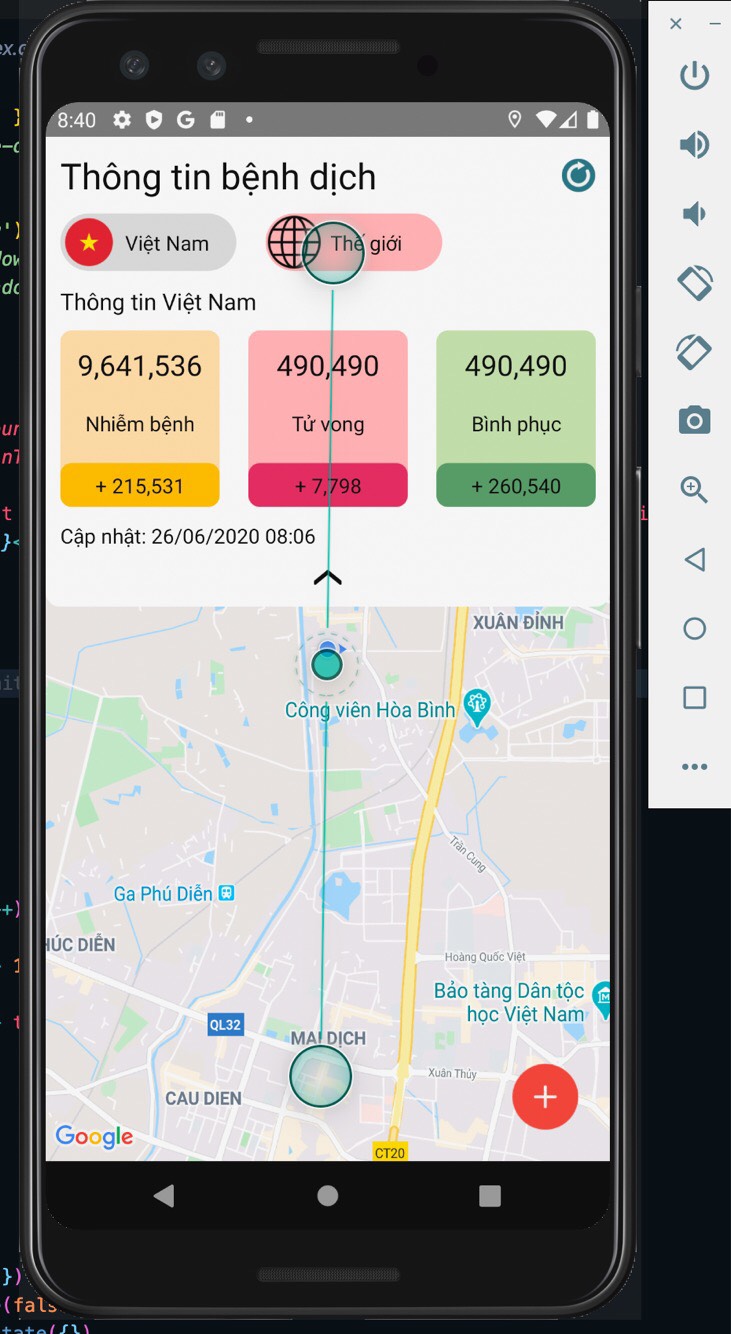 8:40
Thông tin bệnh dịch
Việt Nam
Thế giới
Thông tin Việt Nam
9,641,536
490,490
490,490
Nhiễm bệnh
Tử vong
Bình phục
+ 215,531
+ 7,798
+ 260,540
Cập nhật: 26/06/2020 08:06
XUÂN ĐỈNH
Công viên Hòa Bình
Trần Cung
Ga Phú Diễn
HÚC DIỄN
Hoàng Quốc Việt
Bảo tàng Dân tộc
học Việt Nam
QL32
MAI DỊCH
Xuân Thủy
CAU DIEN
Google
CT20